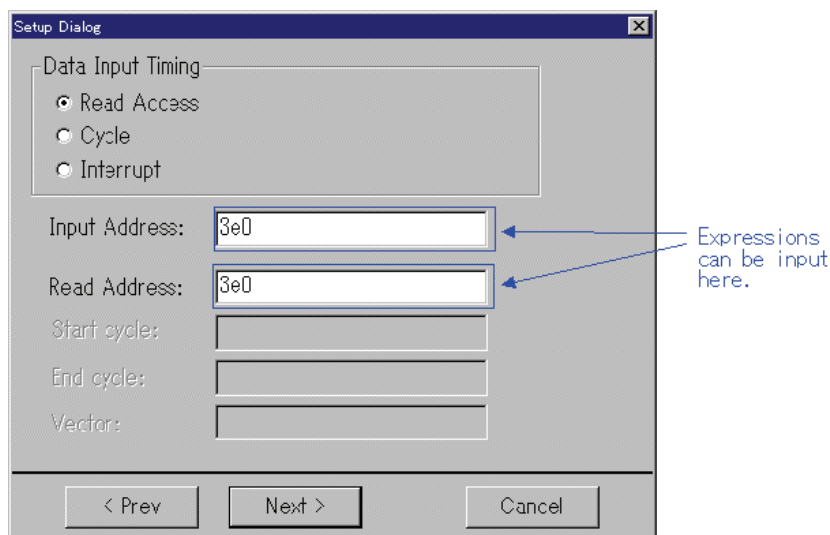 Setup Dialog
Data Input Timing
Read Access
Cycle
Interrupt
Input Address: 3e0
Read Address: 3e0
Expressions
can be input
here.
Start cycle:
End cycle:
Vector:
< Prev Next > Cancel